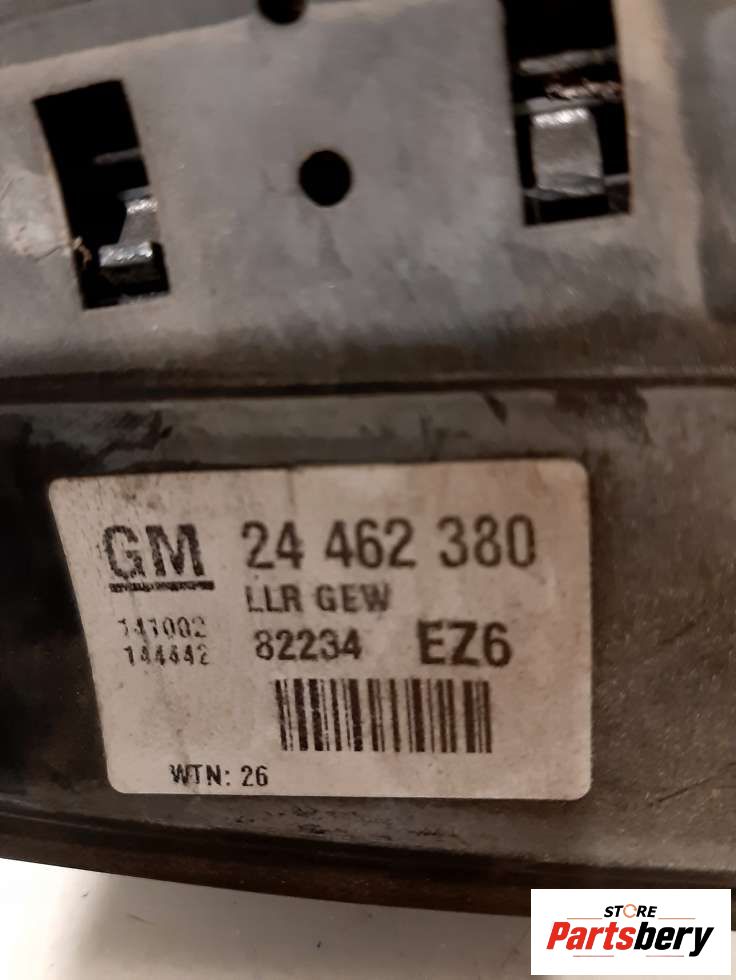 GM 24 462 380
LLR GEW
141002 82234 EZ6
144442
WTN: 26
STORE
Partsbery